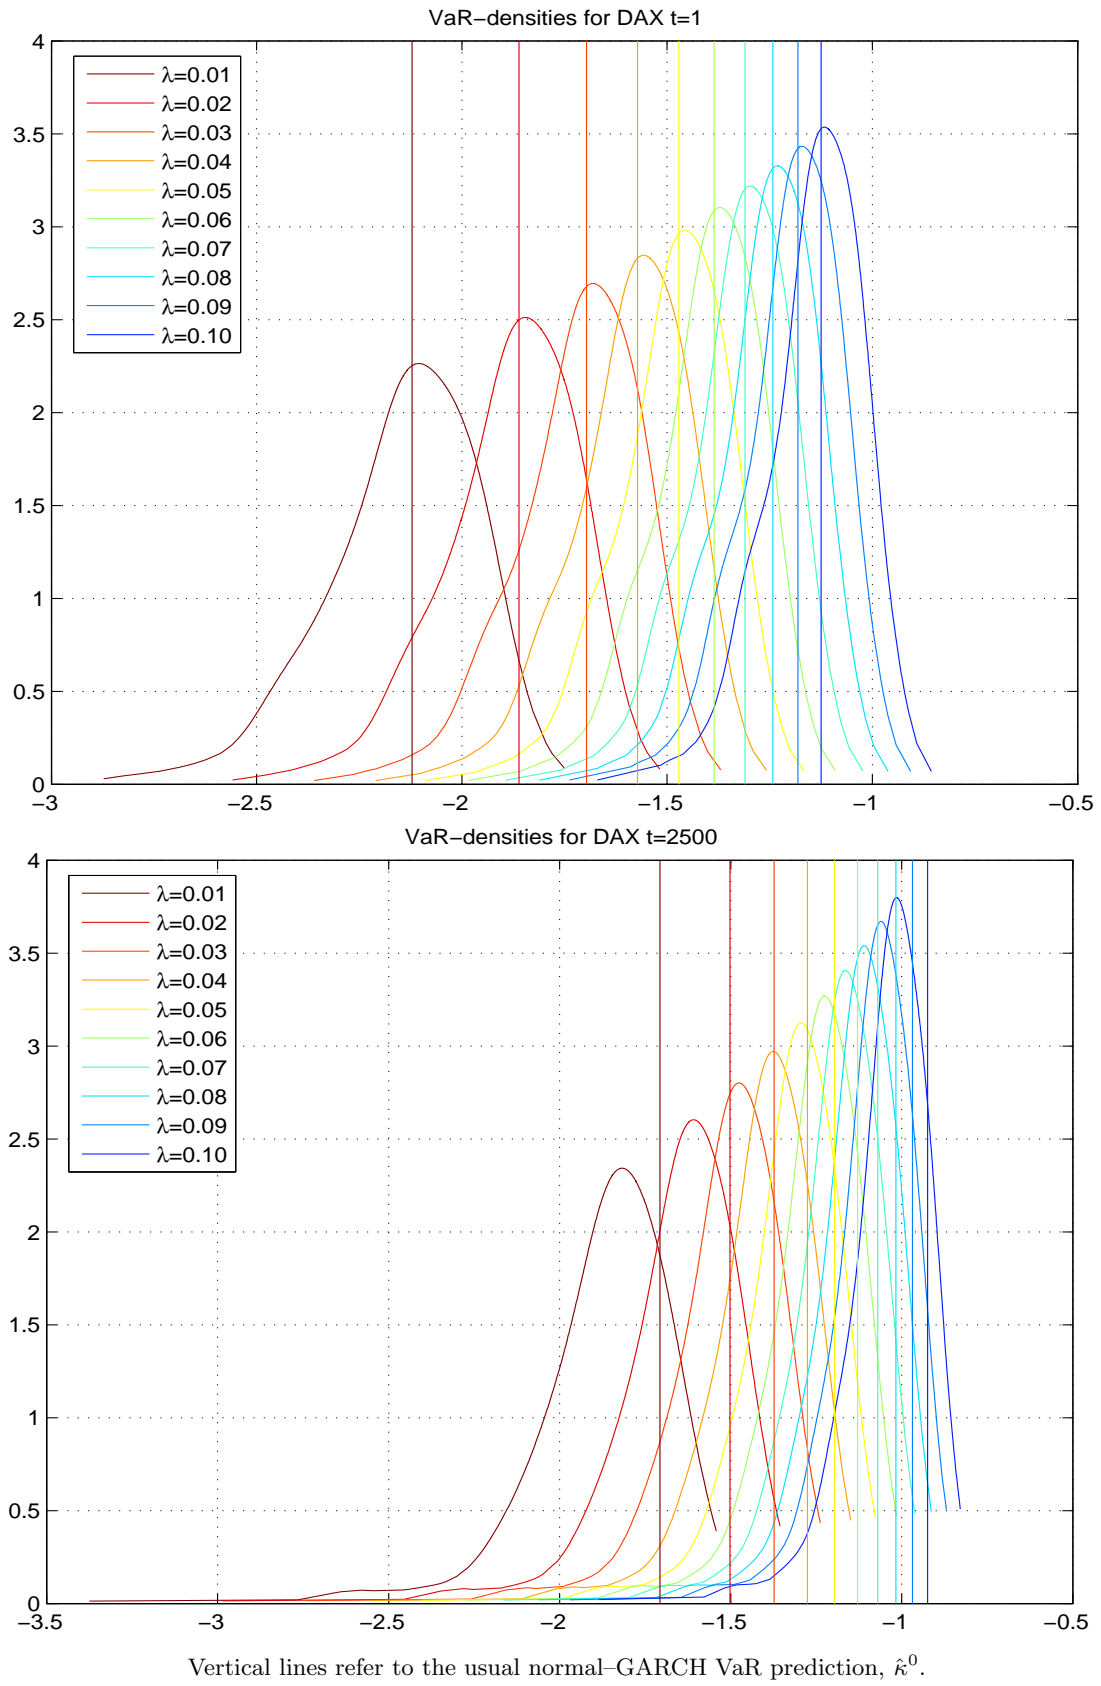 VaR−densities for DAX t=1
4
3.5
3
2.5
2
1.5
1
0.5
0
λ=0.01
λ=0.02
λ=0.03
λ=0.04
λ=0.05
λ=0.06
λ=0.07
λ=0.08
λ=0.09
λ=0.10
−3 −2.5 −2 −1.5 −1 −0.5
VaR−densities for DAX t=2500
4
3.5
3
2.5
2
1.5
1
0.5
0
λ=0.01
λ=0.02
λ=0.03
λ=0.04
λ=0.05
λ=0.06
λ=0.07
λ=0.08
λ=0.09
λ=0.10
−3.5 −3 −2.5 −2 −1.5 −1 −0.5
Vertical lines refer to the usual normal–GARCH VaR prediction, κ̂⁰.